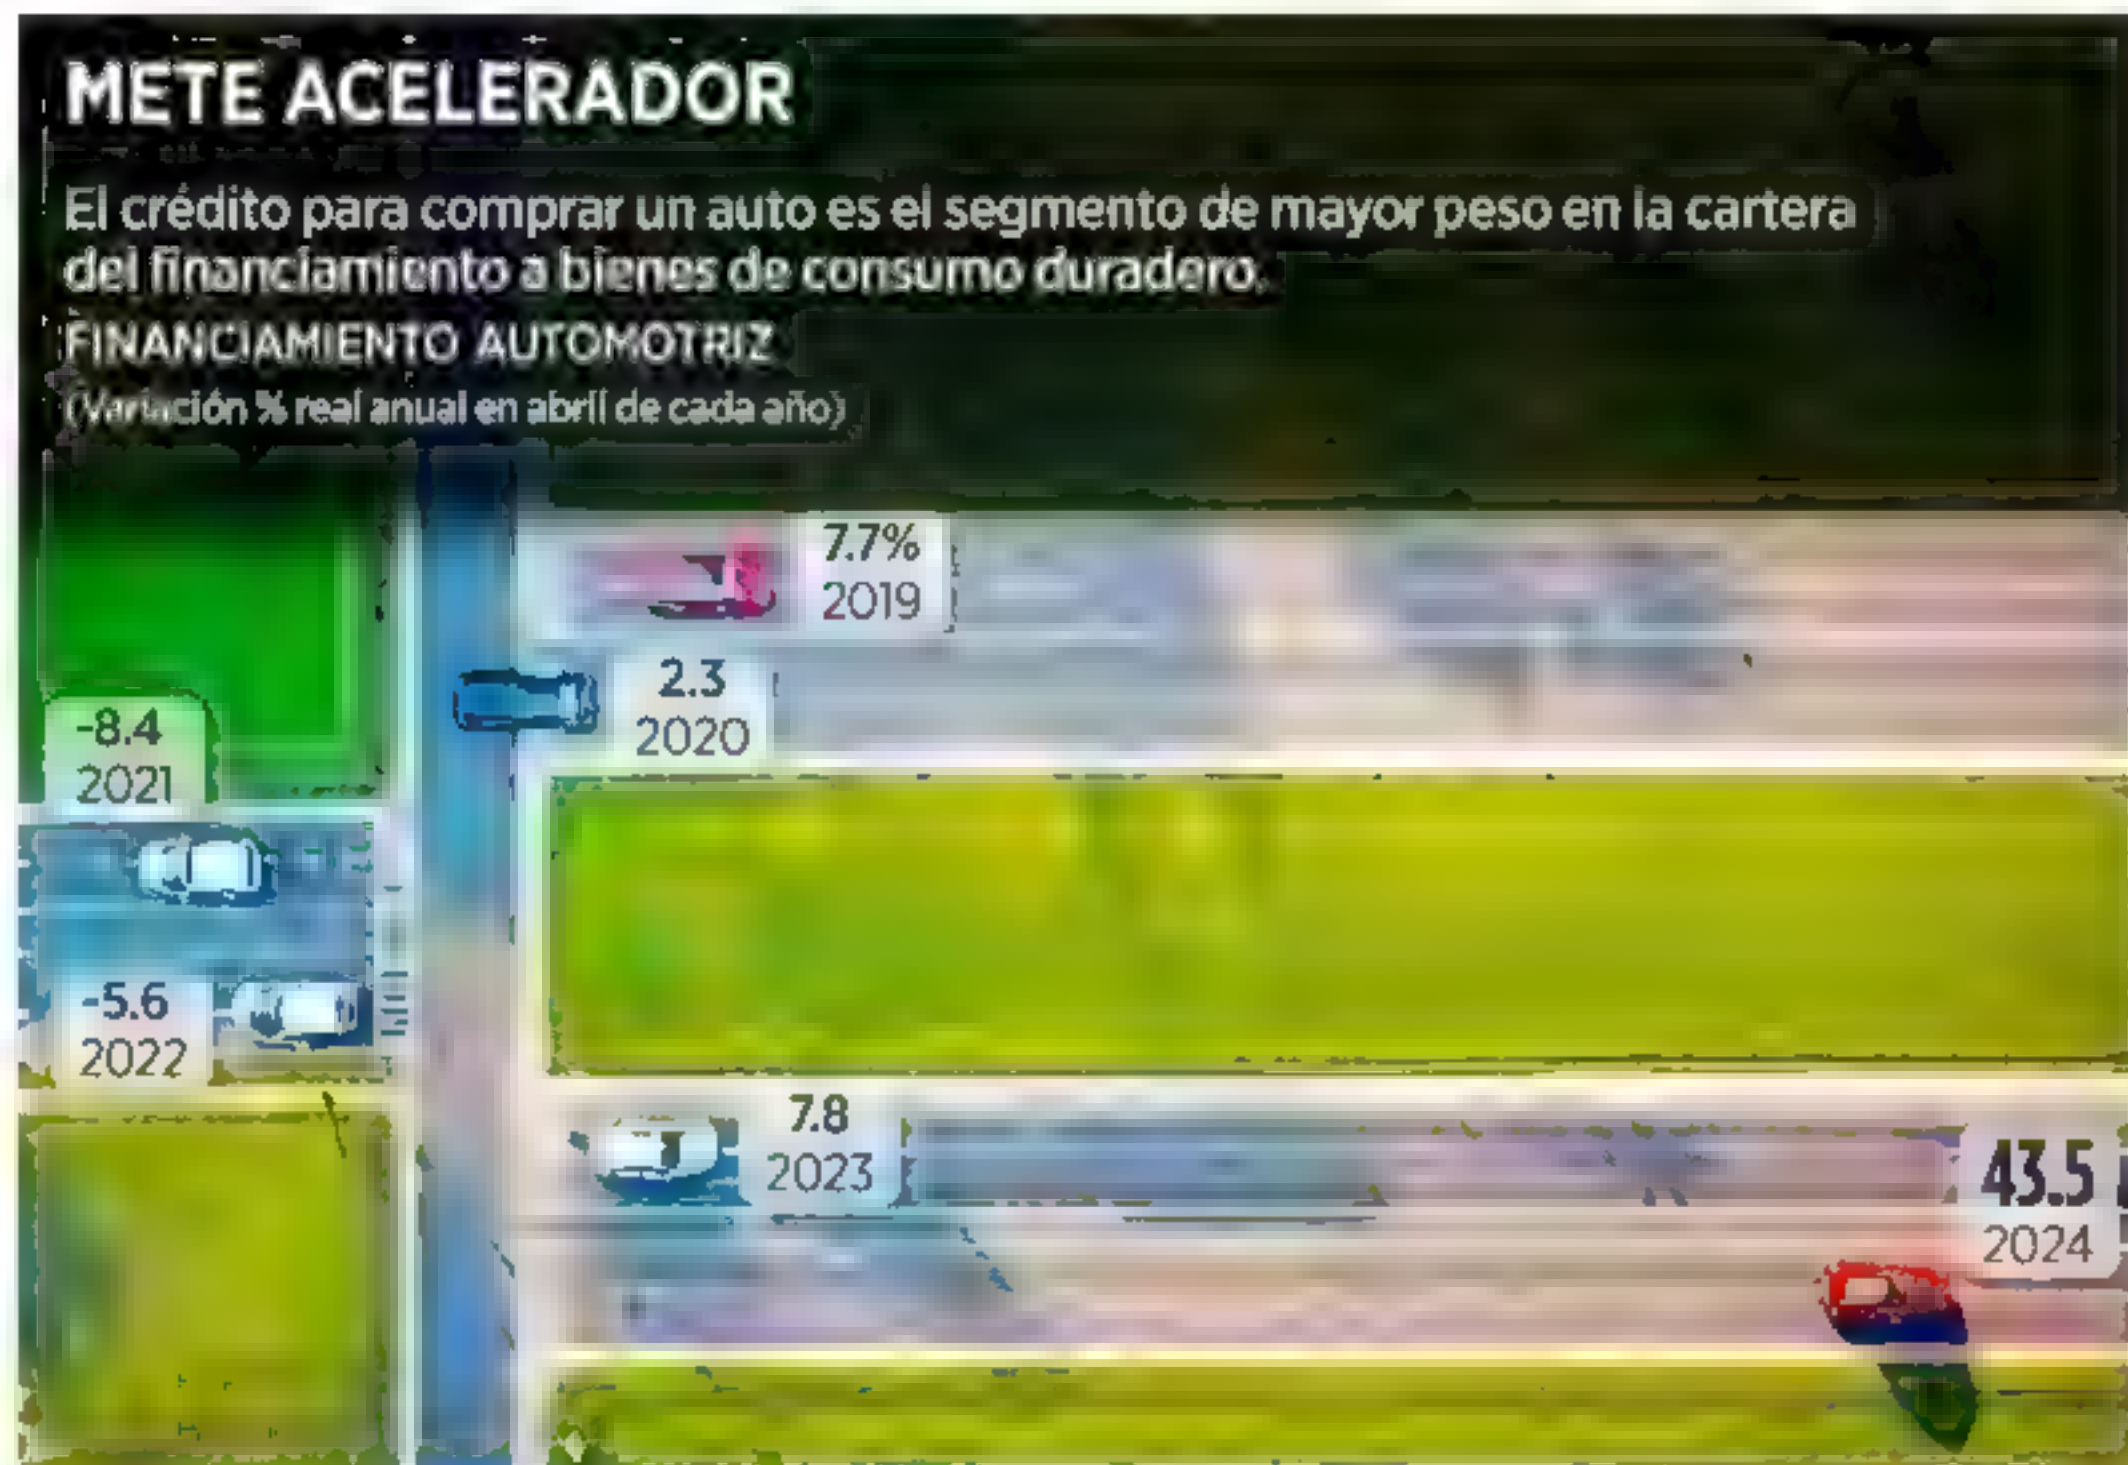 METE ACELERADOR
El crédito para comprar un auto es el segmento de mayor peso en la cartera
del financiamiento a bienes de consumo duradero.
FINANCIAMIENTO AUTOMOTRIZ
(Variación % real anual en abril de cada año)
7.7%
2019
2.3
2020
-8.4
2021
-5.6
2022
7.8
2023
43.5
2024